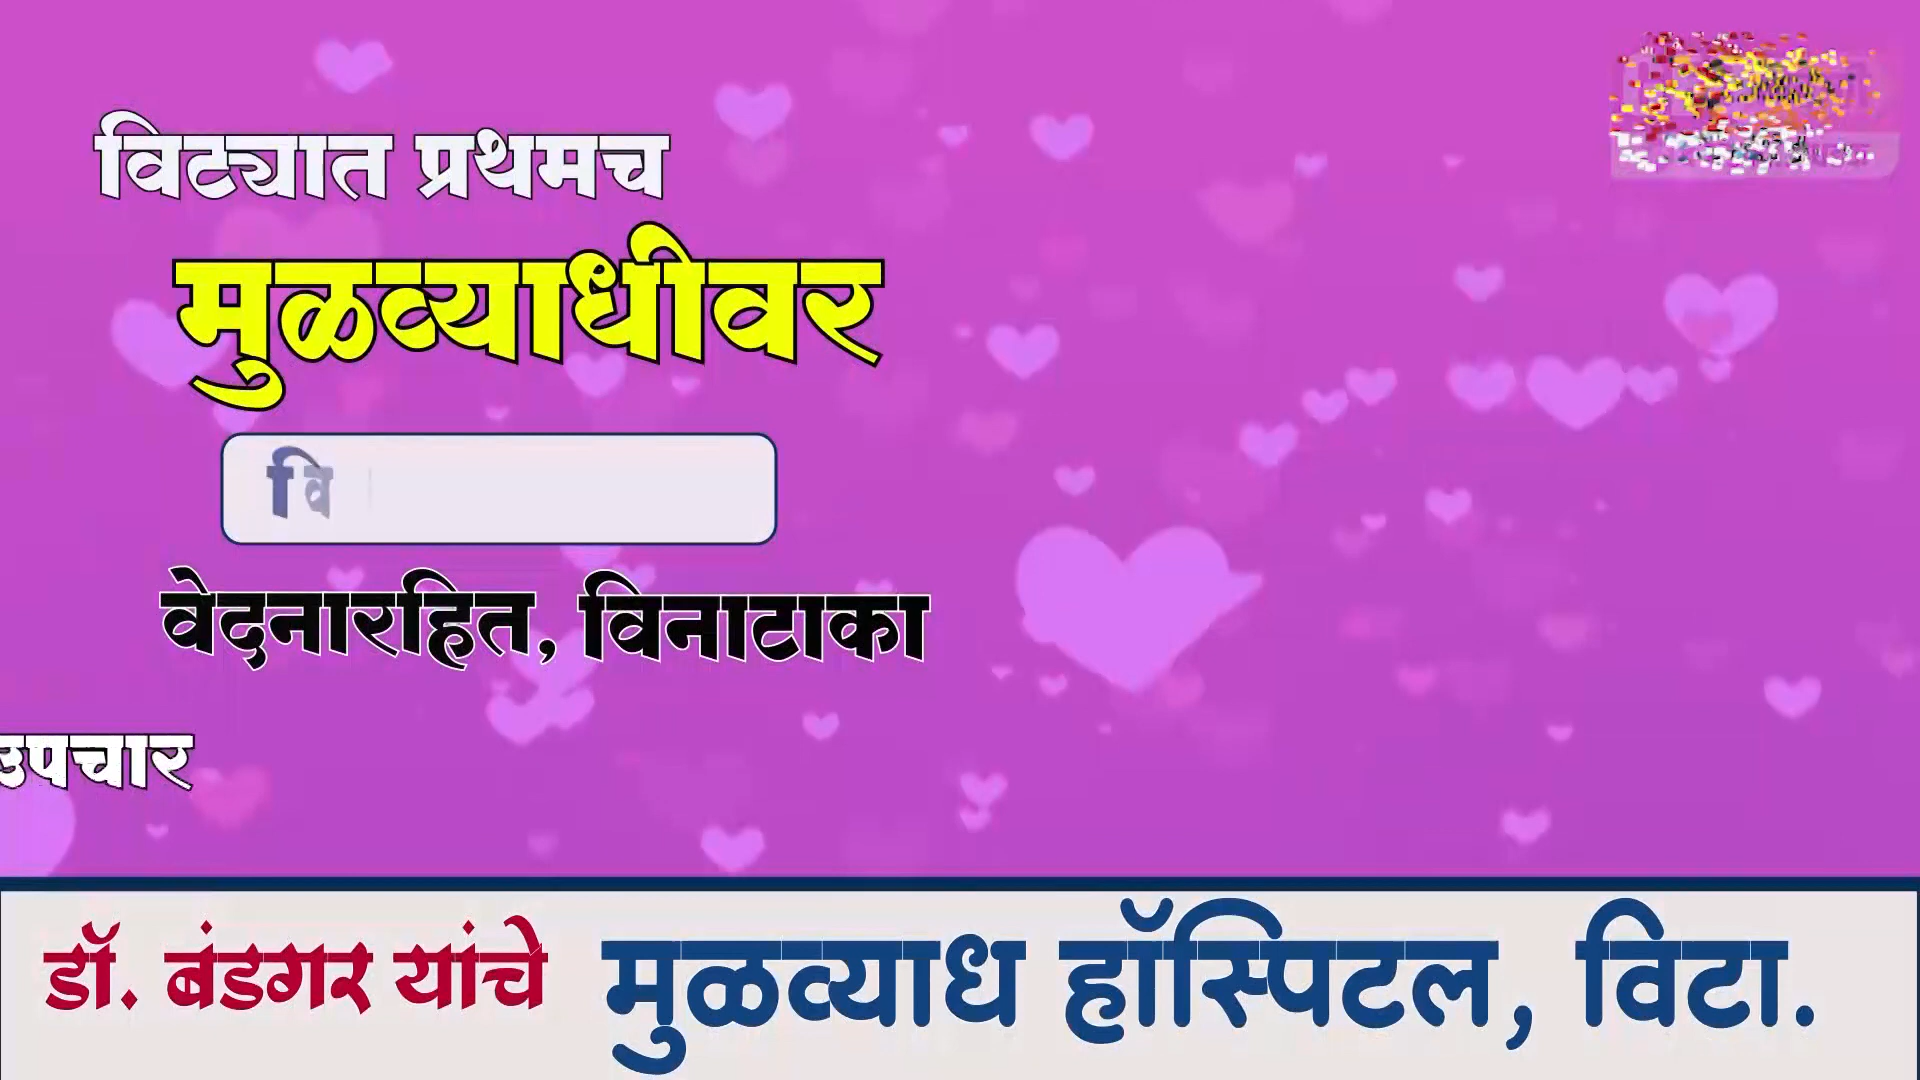 विट्यात प्रथमच
मुळव्याधीवर
वेदनारहित, विनाटाका
उपचार
डॉ. बंडगर यांचे मुळव्याध हॉस्पिटल, विटा.